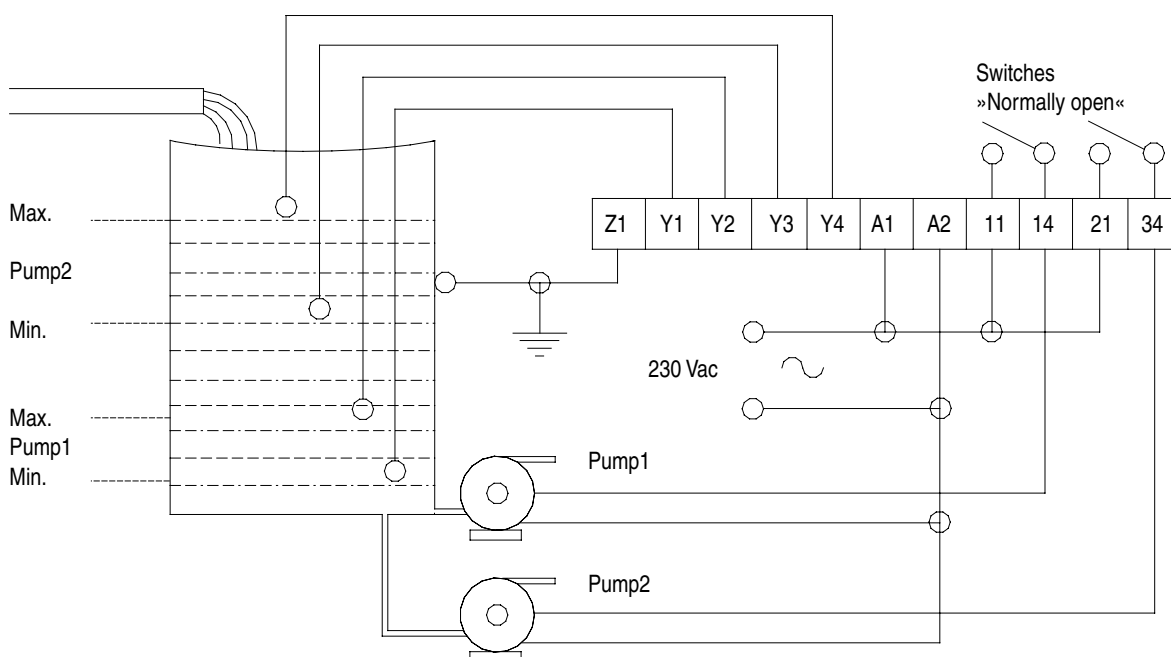 Switches
»Normally open«
Max.
Pump2
Min.
Max.
Pump1
Min.
Z1 Y1 Y2 Y3 Y4 A1 A2 11 14 21 34
230 Vac
Pump1
Pump2